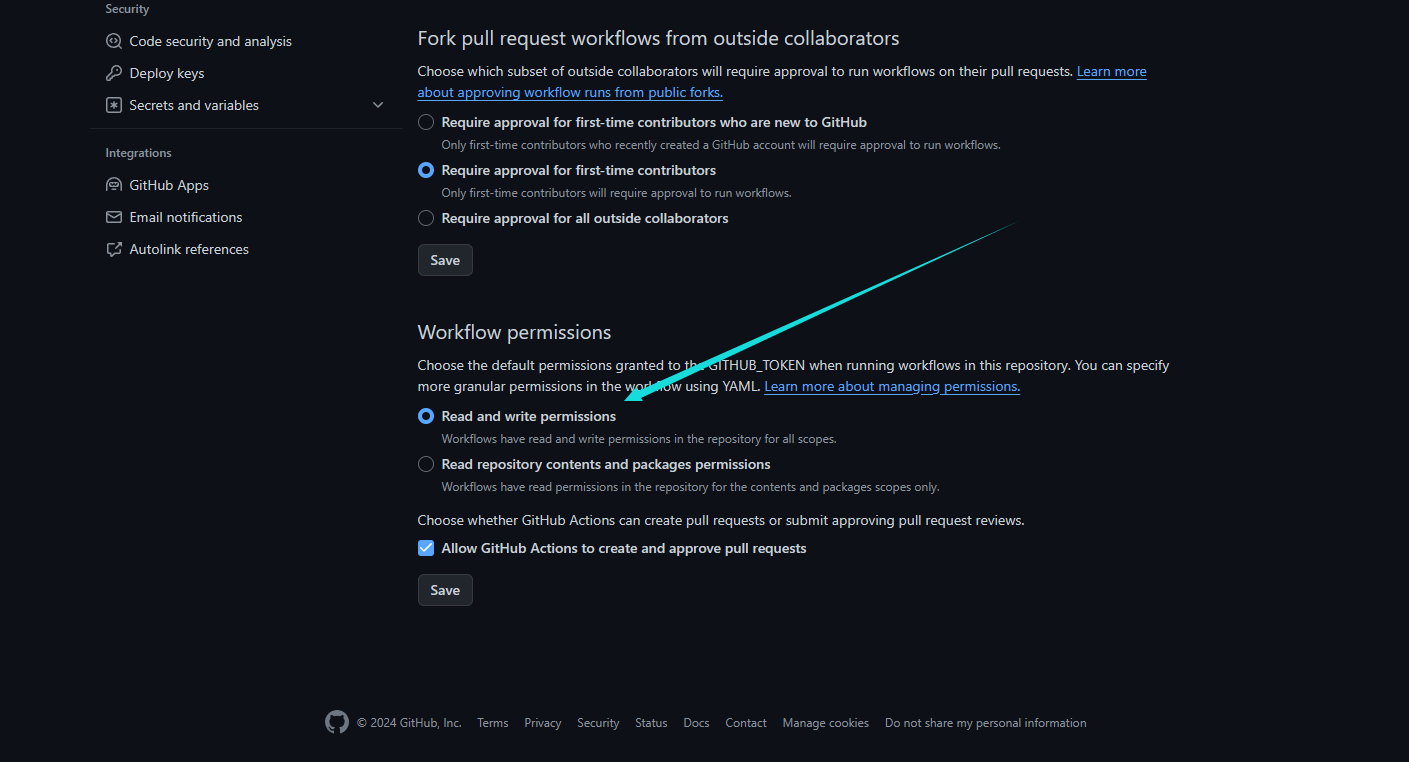 Security
Code security and analysis
Deploy keys
Secrets and variables
Integrations
GitHub Apps
Email notifications
Autolink references
Fork pull request workflows from outside collaborators
Choose which subset of outside collaborators will require approval to run workflows on their pull requests. Learn more
about approving workflow runs from public forks.
Require approval for first-time contributors who are new to GitHub
Only first-time contributors who recently created a GitHub account will require approval to run workflows.
Require approval for first-time contributors
Only first-time contributors will require approval to run workflows.
Require approval for all outside collaborators
Save
Workflow permissions
Choose the default permissions granted to the GITHUB_TOKEN when running workflows in this repository. You can specify
more granular permissions in the workflow using YAML. Learn more about managing permissions.
Read and write permissions
Workflows have read and write permissions in the repository for all scopes.
Read repository contents and packages permissions
Workflows have read permissions in the repository for the contents and packages scopes only.
Choose whether GitHub Actions can create pull requests or submit approving pull request reviews.
Allow GitHub Actions to create and approve pull requests
Save
© 2024 GitHub, Inc. Terms Privacy Security Status Docs Contact Manage cookies Do not share my personal information